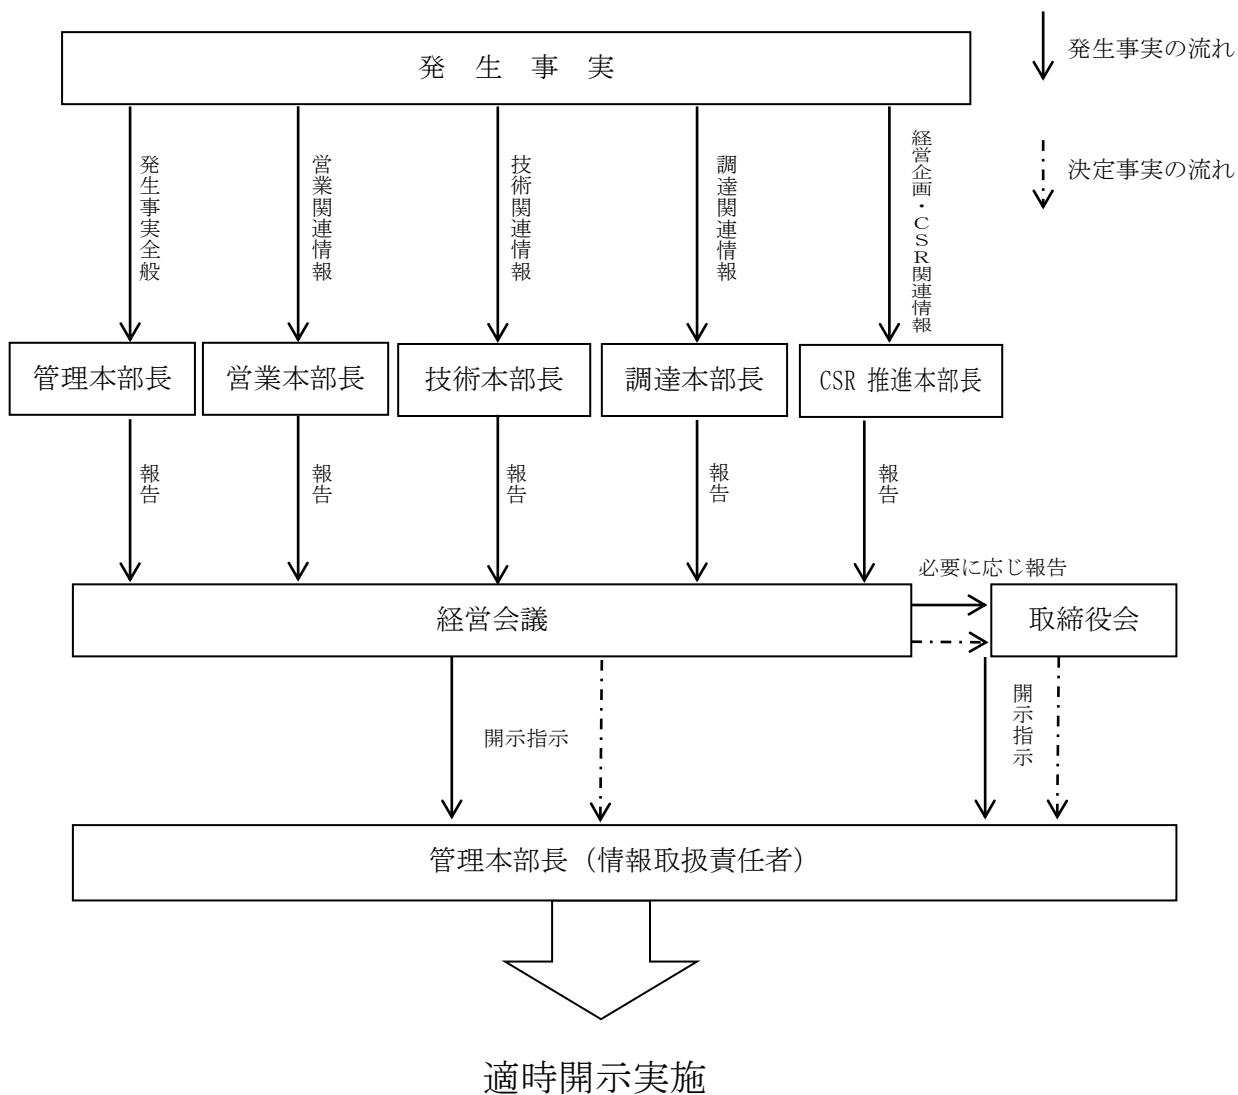 発生事実の流れ
発　生　事　実
決定事実の流れ
発生事実全般
営業関連情報
技術関連情報
調達関連情報
経営企画・CSR関連情報
管理本部長
営業本部長
技術本部長
調達本部長
CSR 推進本部長
報告
報告
報告
報告
報告
必要に応じ報告
経営会議
取締役会
開示指示
開示指示
管理本部長（情報取扱責任者）
適時開示実施